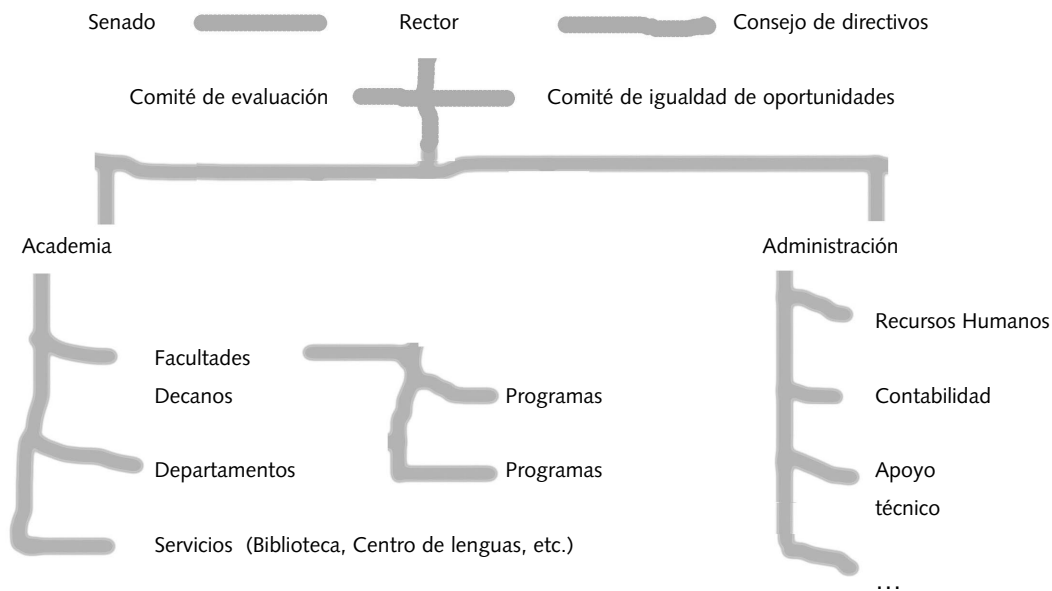 Senado Rector Consejo de directivos
Comité de evaluación Comité de igualdad de oportunidades
Academia Administración
Recursos Humanos
Facultades
Decanos Programas Contabilidad
Departamentos Programas Apoyo
técnico
Servicios (Biblioteca, Centro de lenguas, etc.)
...